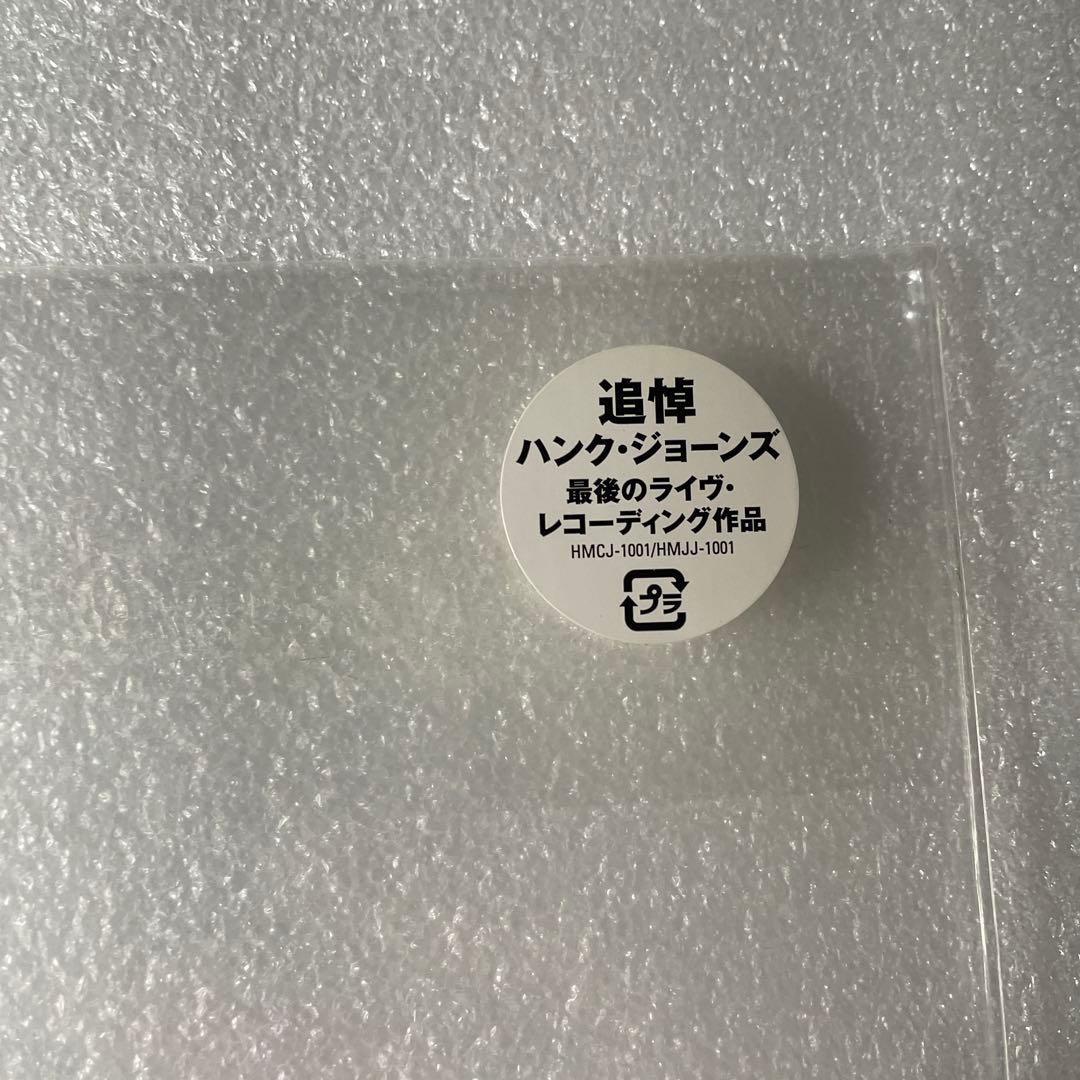 追悼
ハンク・ジョーンズ
最後のライヴ・
レコーディング作品
HMCJ-1001/HMJJ-1001
プラ